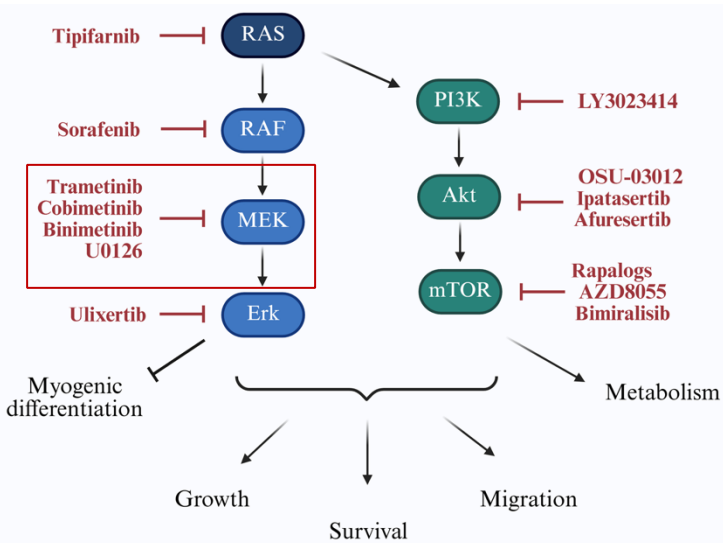 Tipifarnib
RAS
PI3K
LY3023414
Sorafenib
RAF
Trametinib
Cobimetinib
Binimetinib
U0126
MEK
Akt
OSU-03012
Ipatasertib
Afuresertib
Ulixertib
Erk
mTOR
Rapalogs
AZD8055
Bimiralisib
Myogenic
differentiation
Metabolism
Growth
Survival
Migration